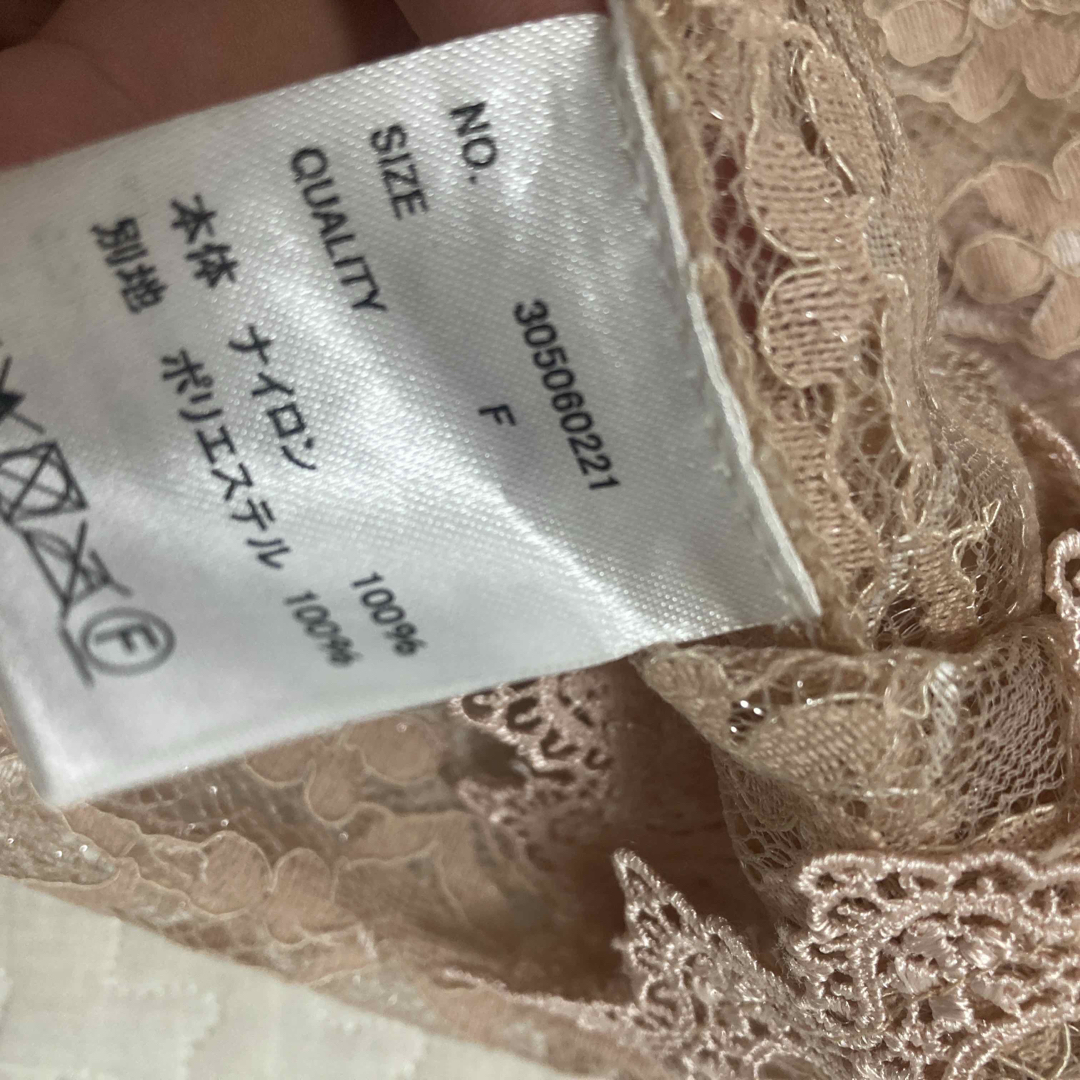 NO. 305060221
SIZE F
QUALITY
本体 ナイロン 100%
別地 ポリエステル 100%
F